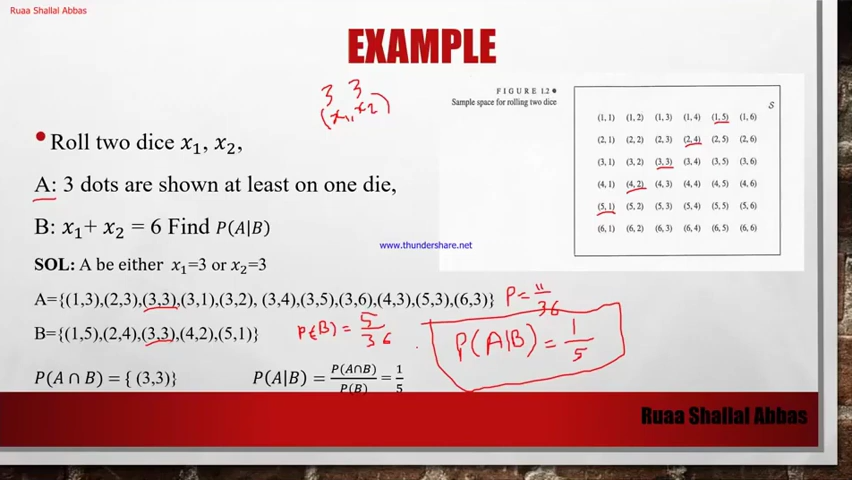 Ruaa Shallal Abbas
EXAMPLE
3 3
(x₁, x₂)
FIGURE 1.2 ●
Sample space for rolling two dice
S
(1, 1) (1, 2) (1, 3) (1, 4) (1, 5) (1, 6)
(2, 1) (2, 2) (2, 3) (2, 4) (2, 5) (2, 6)
(3, 1) (3, 2) (3, 3) (3, 4) (3, 5) (3, 6)
(4, 1) (4, 2) (4, 3) (4, 4) (4, 5) (4, 6)
(5, 1) (5, 2) (5, 3) (5, 4) (5, 5) (5, 6)
(6, 1) (6, 2) (6, 3) (6, 4) (6, 5) (6, 6)
• Roll two dice x₁, x₂,
A: 3 dots are shown at least on one die,
B: x₁+ x₂ = 6 Find P(A|B)
www.thundershare.net
SOL: A be either x₁=3 or x₂=3
A={(1,3),(2,3),(3,3),(3,1),(3,2), (3,4),(3,5),(3,6),(4,3),(5,3),(6,3)} P= 11/36
B={(1,5),(2,4),(3,3),(4,2),(5,1)} P(B) = 5/36
P(A|B) = 1/5
P(A ∩ B) = { (3,3)} P(A|B) = P(A∩B)/P(B) = 1/5
Ruaa Shallal Abbas